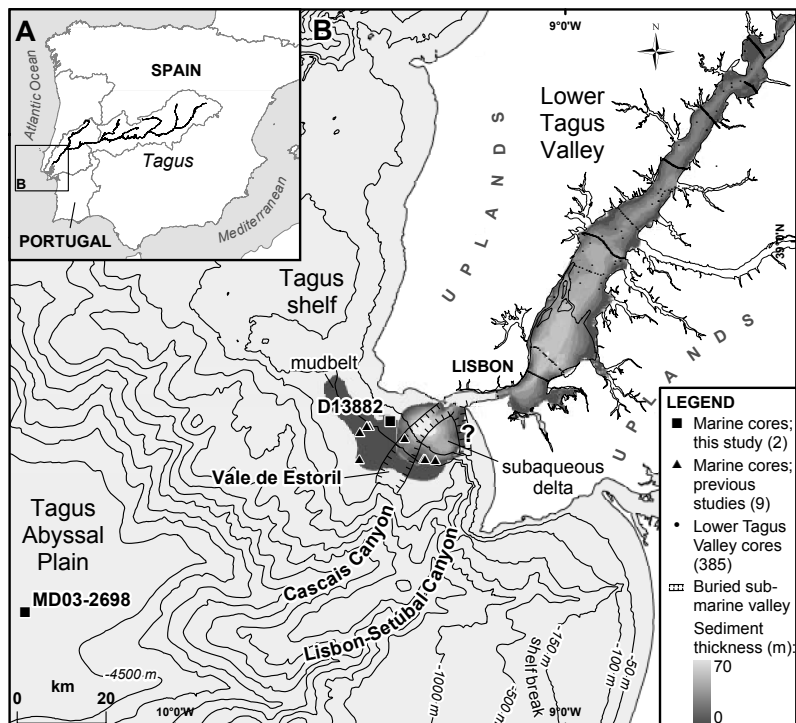 A
SPAIN
Atlantic Ocean
Tagus
B
PORTUGAL
Mediterranean
B
9°0'W
N
Lower
Tagus
Valley
UPLANDS
39°0'N
Tagus
shelf
UPLANDS
LISBON
mudbelt
D13882
?
subaqueous
delta
Vale de Estoril
Tagus
Abyssal
Plain
Cascais Canyon
MD03-2698
Lisbon-Setúbal Canyon
-4500 m
-1000 m
-500 m
shelf break
-150 m
-100 m
-50 m
km
0
20
10°0'W
9°0'W
LEGEND
Marine cores;
this study (2)
Marine cores;
previous
studies (9)
Lower Tagus
Valley cores
(385)
Buried sub-
marine valley
Sediment
thickness (m):
70
0